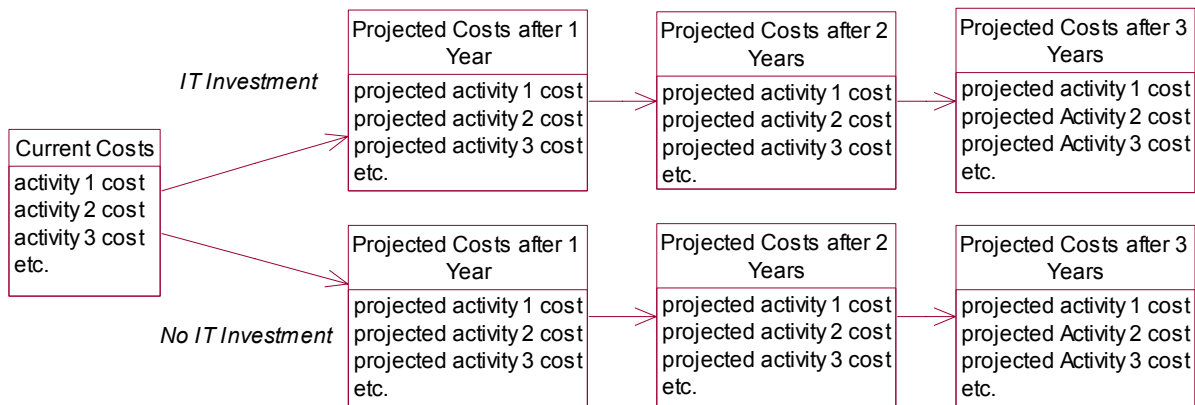 Current Costs
activity 1 cost
activity 2 cost
activity 3 cost
etc.
IT Investment
Projected Costs after 1
Year
projected activity 1 cost
projected activity 2 cost
projected activity 3 cost
etc.
Projected Costs after 2
Years
projected activity 1 cost
projected activity 2 cost
projected activity 3 cost
etc.
Projected Costs after 3
Years
projected activity 1 cost
projected Activity 2 cost
projected Activity 3 cost
etc.
No IT Investment
Projected Costs after 1
Year
projected activity 1 cost
projected activity 2 cost
projected activity 3 cost
etc.
Projected Costs after 2
Years
projected activity 1 cost
projected activity 2 cost
projected activity 3 cost
etc.
Projected Costs after 3
Years
projected activity 1 cost
projected Activity 2 cost
projected Activity 3 cost
etc.